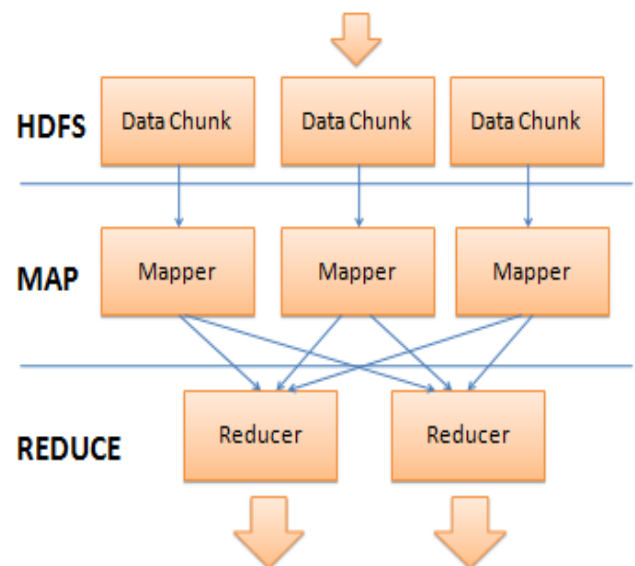 HDFS
Data Chunk
Data Chunk
Data Chunk
MAP
Mapper
Mapper
Mapper
REDUCE
Reducer
Reducer